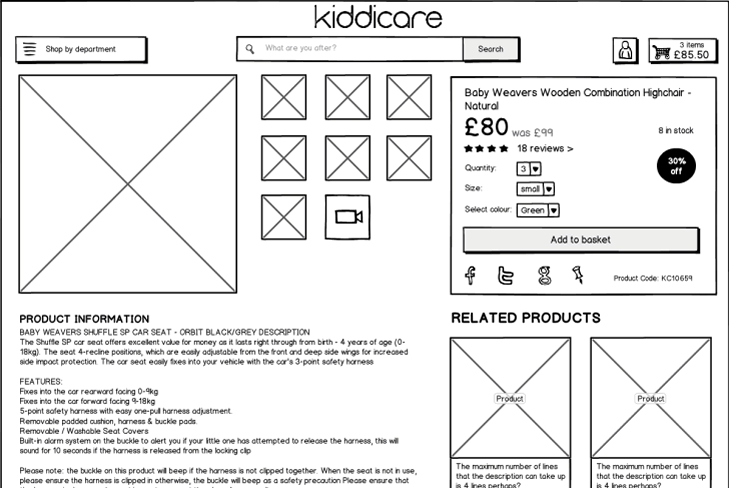 kiddicare
Shop by department
What are you after?
Search
3 items
£85.50
Baby Weavers Wooden Combination Highchair -
Natural
£80 was £99
8 in stock
18 reviews >
30%
off
Quantity:
3
Size:
small
Select colour:
Green
Add to basket
Product Code: KC10659
PRODUCT INFORMATION
BABY WEAVERS SHUFFLE SP CAR SEAT - ORBIT BLACK/GREY DESCRIPTION
The Shuffle SP car seat offers excellent value for money as it lasts right through from birth - 4 years of age (0-
18kg). The seat 4-recline positions, which are easily adjustable from the front and deep side wings for increased
side impact protection. The car seat easily fixes into your vehicle with the car's 3-point safety harness
FEATURES:
Fixes into the car rearward facing 0-9kg
Fixes into the car forward facing 9-18kg
5-point safety harness with easy one-pull harness adjustment.
Removable padded cushion, harness & buckle pads.
Removable / Washable Seat Covers
Built-in alarm system on the buckle to alert you if your little one has attempted to release the harness, this will
sound for 10 seconds if the harness is released from the locking clip
Please note: the buckle on this product will beep if the harness is not clipped together. When the seat is not in use,
please ensure the harness is clipped in otherwise, the buckle will beep as a safety precaution Please ensure that
RELATED PRODUCTS
Product
Product
The maximum number of lines
that the description can take up
is 4 lines perhaps?
The maximum number of lines
that the description can take up
is 4 lines perhaps?